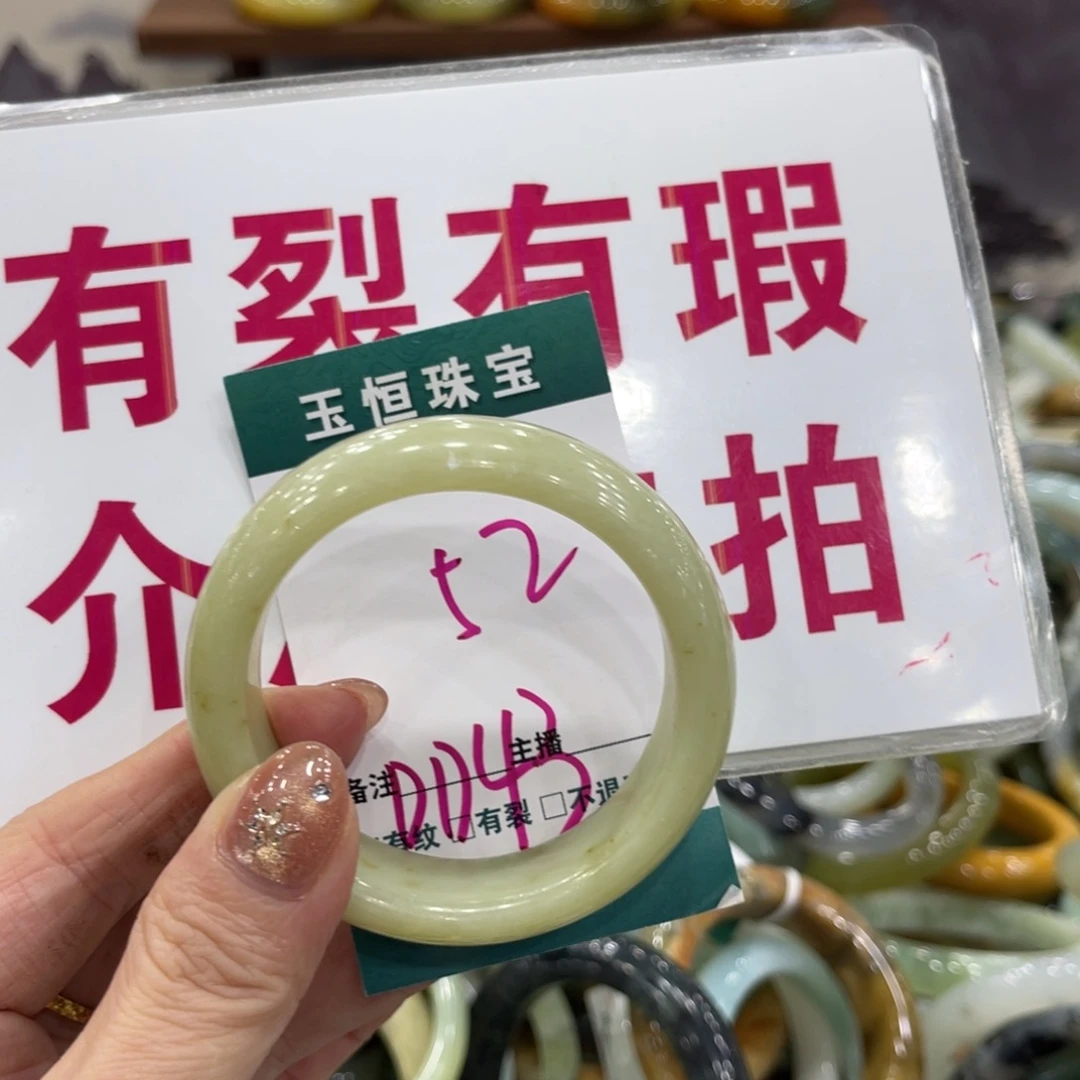 有裂有瑕
介 拍
玉恒珠宝
52
DD43
备注 主播
有纹 □有裂 □不退